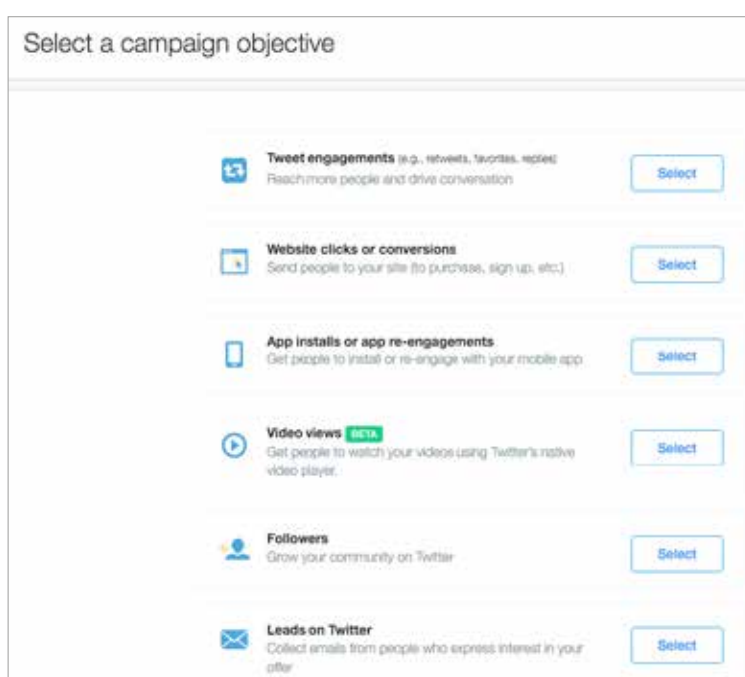 Select a campaign objective
Tweet engagements (e.g., retweets, favorites, replies)
Reach more people and drive conversation
Select
Website clicks or conversions
Send people to your site (to purchase, sign up, etc.)
Select
App installs or app re-engagements
Get people to install or re-engage with your mobile app
Select
Video views BETA
Get people to watch your videos using Twitter's native
video player.
Select
Followers
Grow your community on Twitter
Select
Leads on Twitter
Collect emails from people who express interest in your
offer
Select